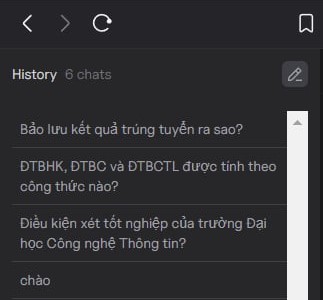 History 6 chats
Bảo lưu kết quả trúng tuyển ra sao?
ĐTBHK, ĐTBC và ĐTBCTL được tính theo
công thức nào?
Điều kiện xét tốt nghiệp của trường Đại
học Công nghệ Thông tin?
chào